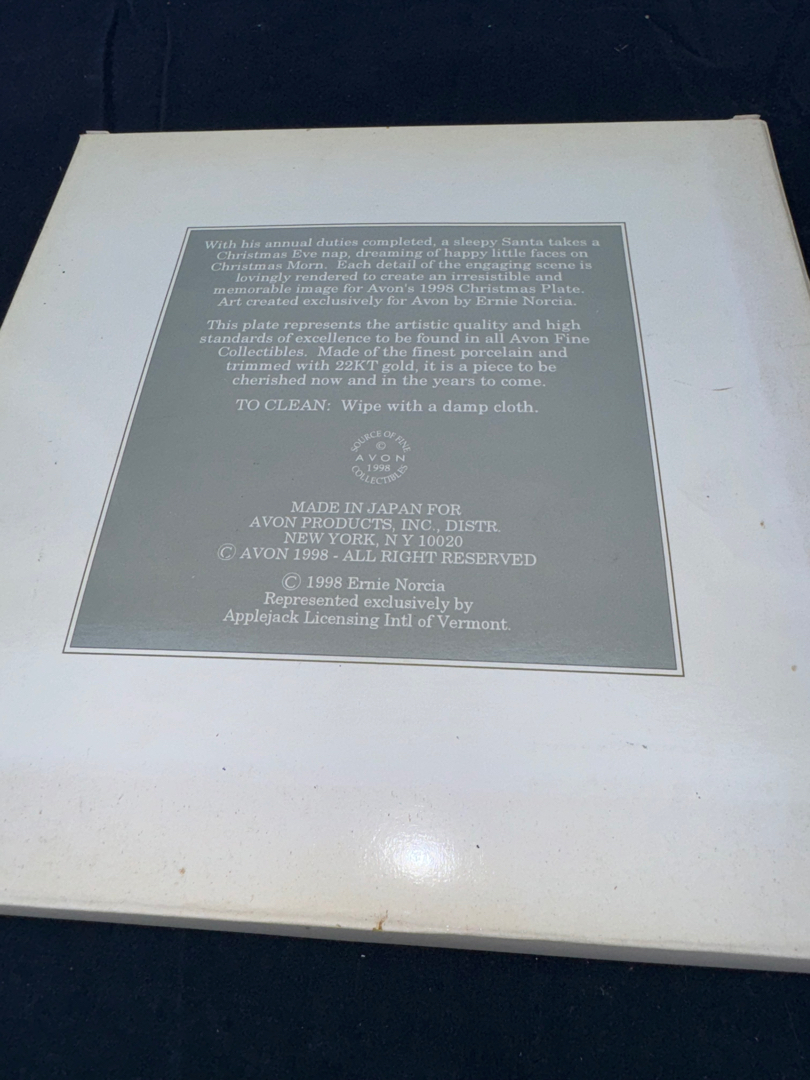 With his annual duties completed, a sleepy Santa takes a
Christmas Eve nap, dreaming of happy little faces on
Christmas Morn. Each detail of the engaging scene is
lovingly rendered to create an irresistible and
memorable image for Avon's 1998 Christmas Plate.
Art created exclusively for Avon by Ernie Norcia.
This plate represents the artistic quality and high
standards of excellence to be found in all Avon Fine
Collectibles. Made of the finest porcelain and
trimmed with 22KT gold, it is a piece to be
cherished now and in the years to come.
TO CLEAN: Wipe with a damp cloth.
SOURCE OF FINE
©
AVON
1998
COLLECTIBLES
MADE IN JAPAN FOR
AVON PRODUCTS, INC., DISTR.
NEW YORK, N Y 10020
© AVON 1998 - ALL RIGHT RESERVED
© 1998 Ernie Norcia
Represented exclusively by
Applejack Licensing Intl of Vermont.